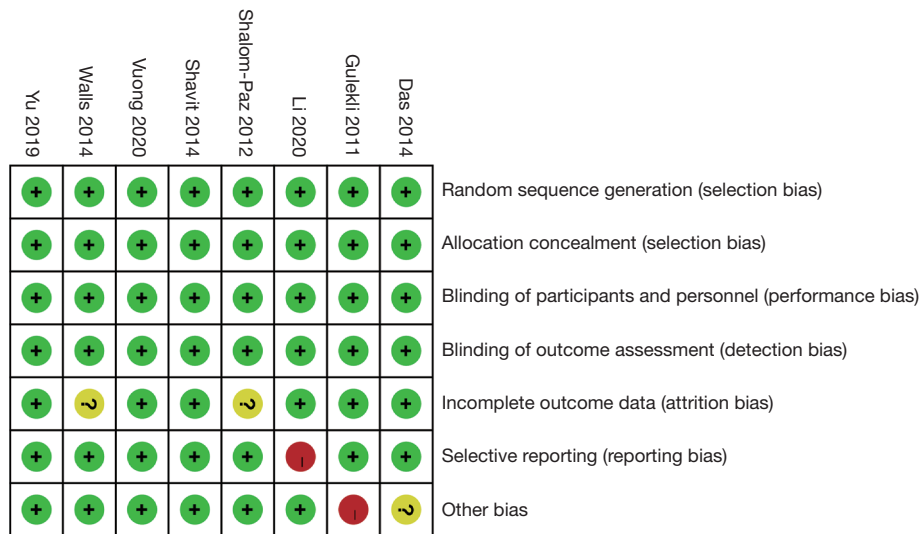 Yu 2019
Walls 2014
Vuong 2020
Shavit 2014
Shalom-Paz 2012
Li 2020
Gulekli 2011
Das 2014
+ + + + + + + + Random sequence generation (selection bias)
+ + + + + + + + Allocation concealment (selection bias)
+ + + + + + + + Blinding of participants and personnel (performance bias)
+ + + + + + + + Blinding of outcome assessment (detection bias)
+ ? + + ? + + + Incomplete outcome data (attrition bias)
+ + + + + – + + Selective reporting (reporting bias)
+ + + + + + – ? Other bias